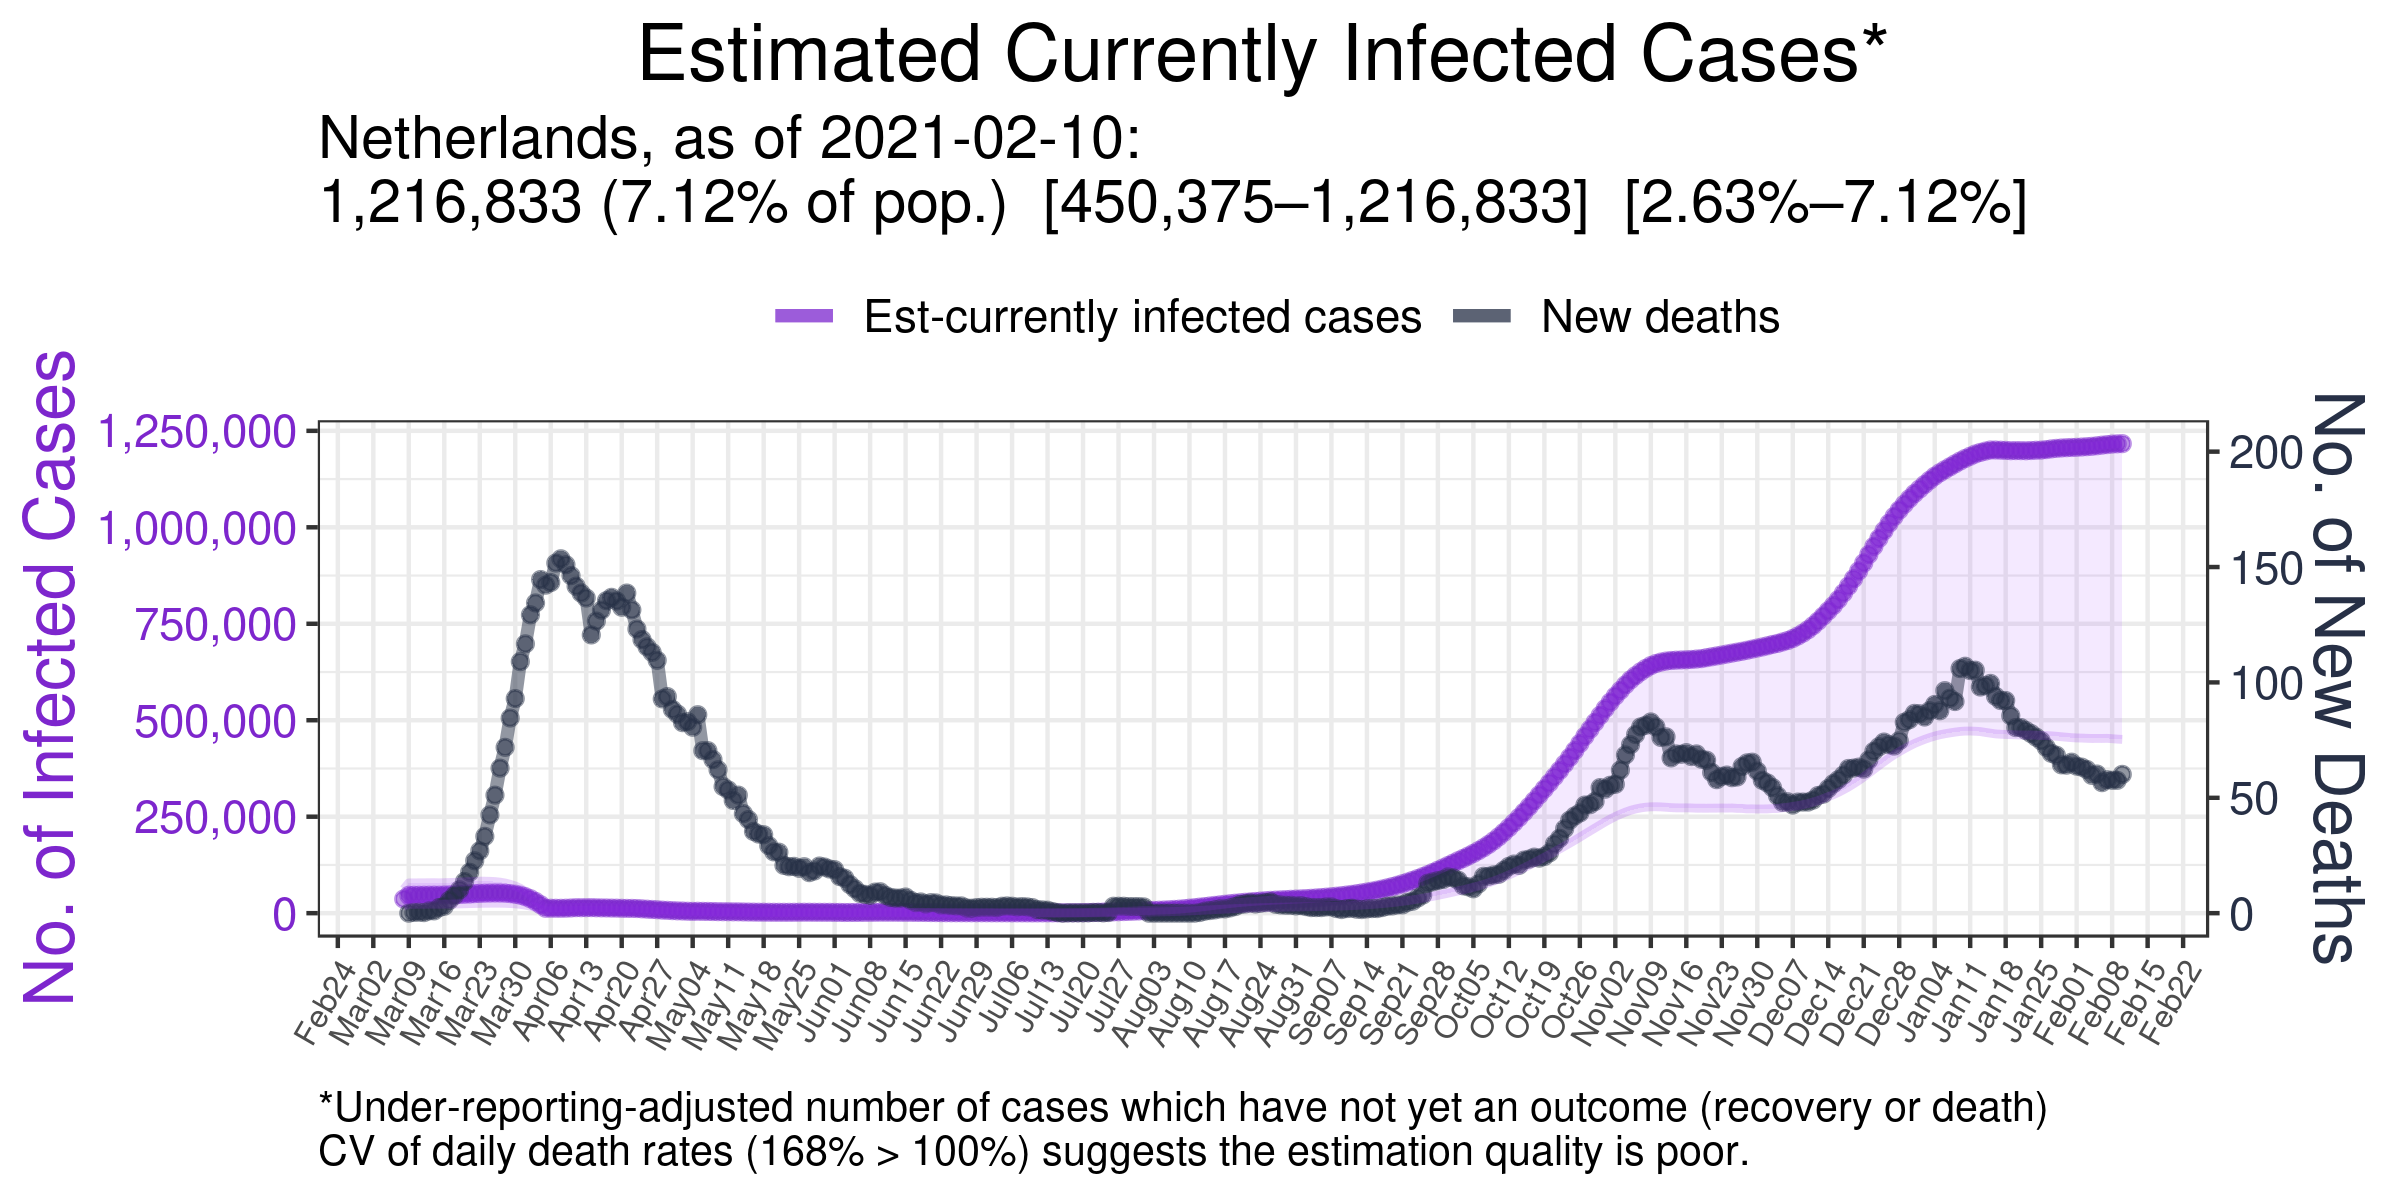 Estimated Currently Infected Cases*
Netherlands, as of 2021-02-10:
1,216,833 (7.12% of pop.)  [450,375–1,216,833]  [2.63%–7.12%]
Est-currently infected cases
New deaths
No. of Infected Cases
1,250,000
1,000,000
750,000
500,000
250,000
0
No. of New Deaths
200
150
100
50
0
Feb24
Mar02
Mar09
Mar16
Mar23
Mar30
Apr06
Apr13
Apr20
Apr27
May04
May11
May18
May25
Jun01
Jun08
Jun15
Jun22
Jun29
Jul06
Jul13
Jul20
Jul27
Aug03
Aug10
Aug17
Aug24
Aug31
Sep07
Sep14
Sep21
Sep28
Oct05
Oct12
Oct19
Oct26
Nov02
Nov09
Nov16
Nov23
Nov30
Dec07
Dec14
Dec21
Dec28
Jan04
Jan11
Jan18
Jan25
Feb01
Feb08
Feb15
Feb22
*Under-reporting-adjusted number of cases which have not yet an outcome (recovery or death)
CV of daily death rates (168% > 100%) suggests the estimation quality is poor.